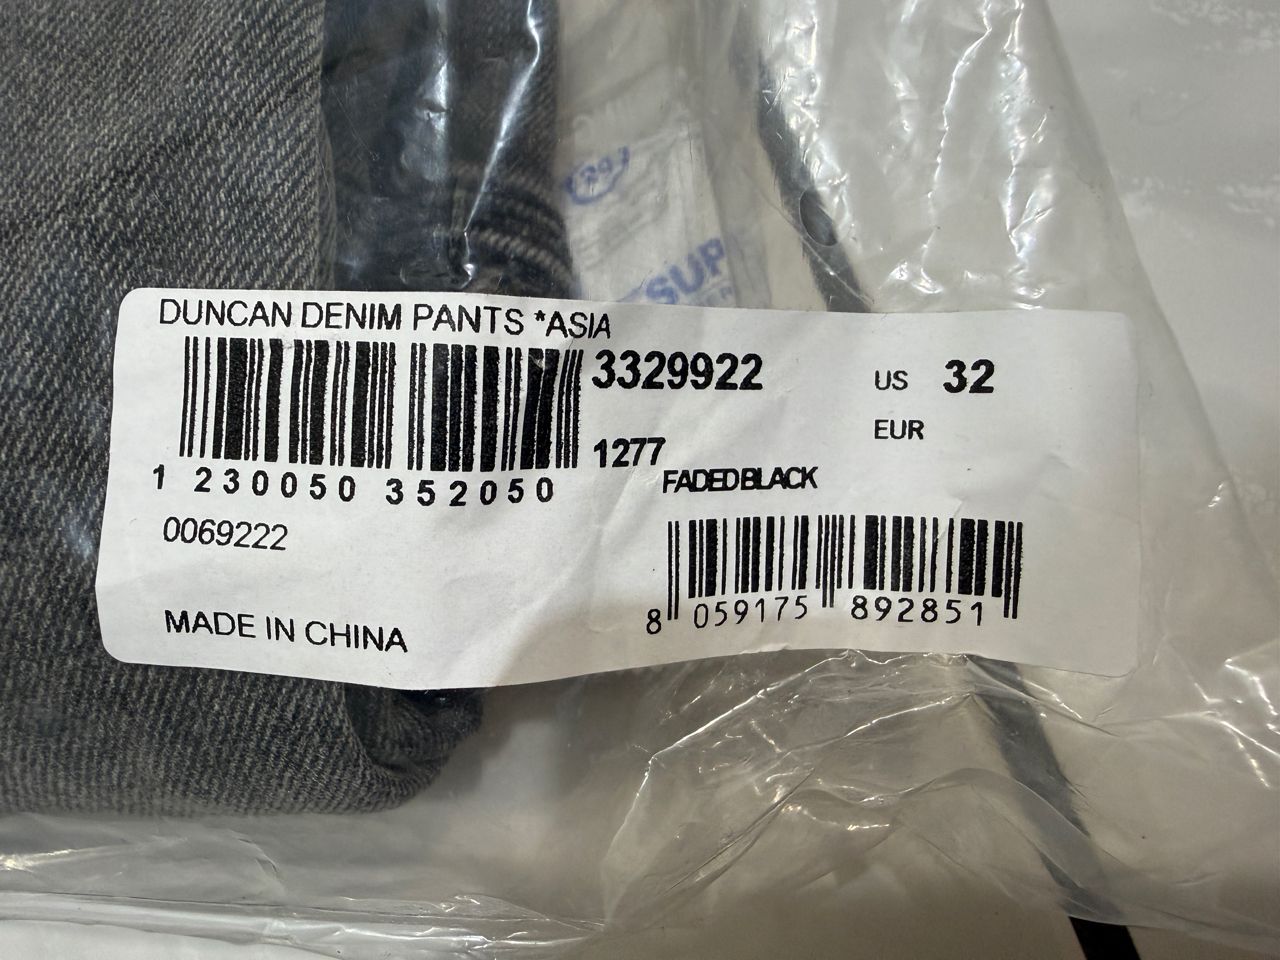 SUP
DUNCAN DENIM PANTS *ASIA
3329922
US 32
EUR
1277
FADED BLACK
1 230050 352050
0069222
8 059175 892851
MADE IN CHINA